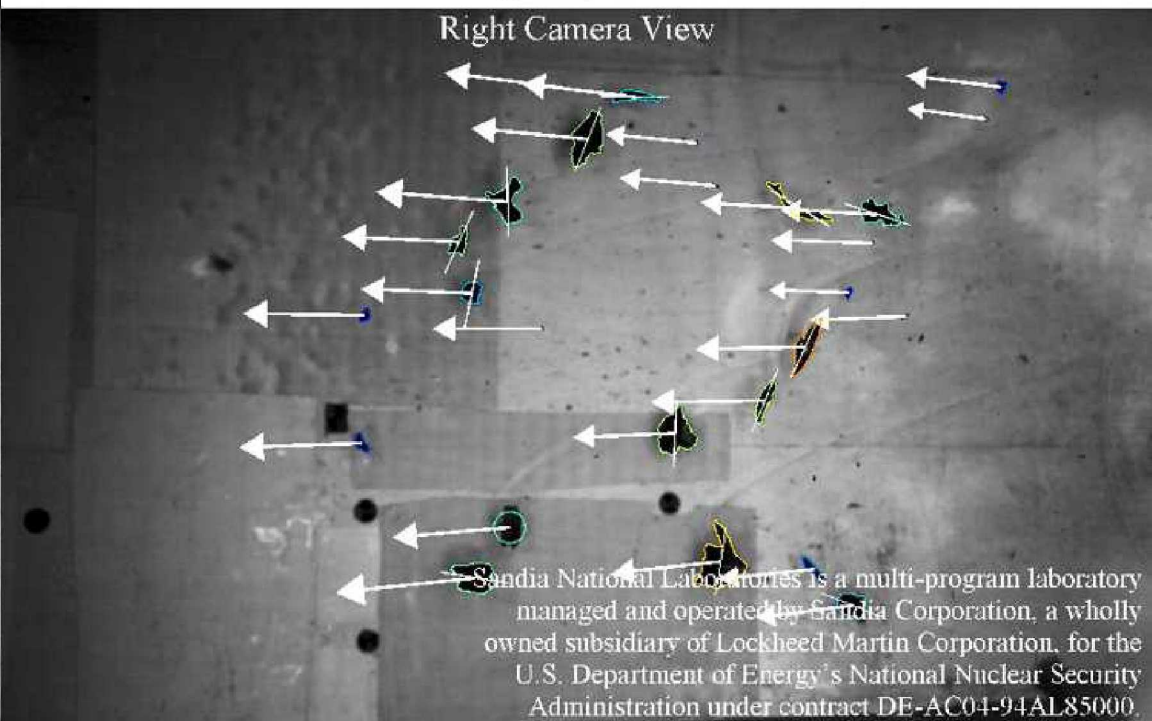 Right Camera View
Sandia National Laboratories is a multi-program laboratory
managed and operated by Sandia Corporation, a wholly
owned subsidiary of Lockheed Martin Corporation, for the
U.S. Department of Energy's National Nuclear Security
Administration under contract DE-AC04-94AL85000.